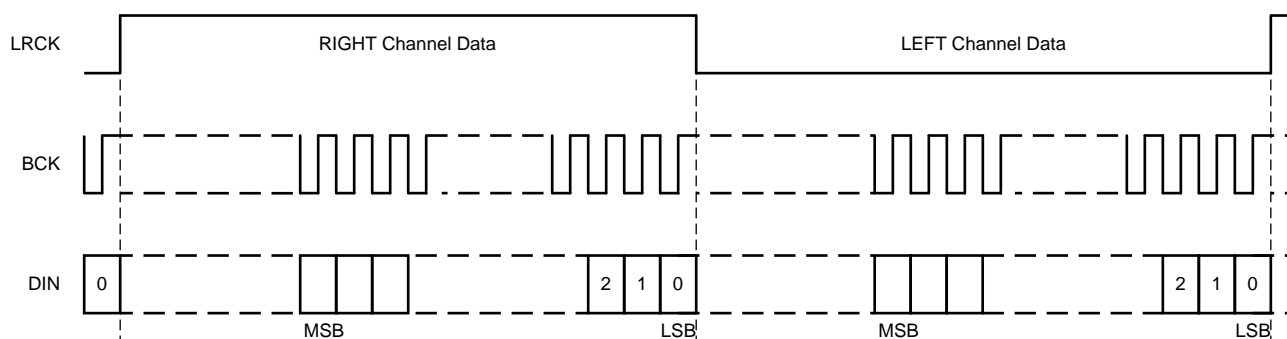 LRCK
RIGHT Channel Data
LEFT Channel Data
BCK
DIN
0
2 1 0
2 1 0
MSB
LSB
MSB
LSB